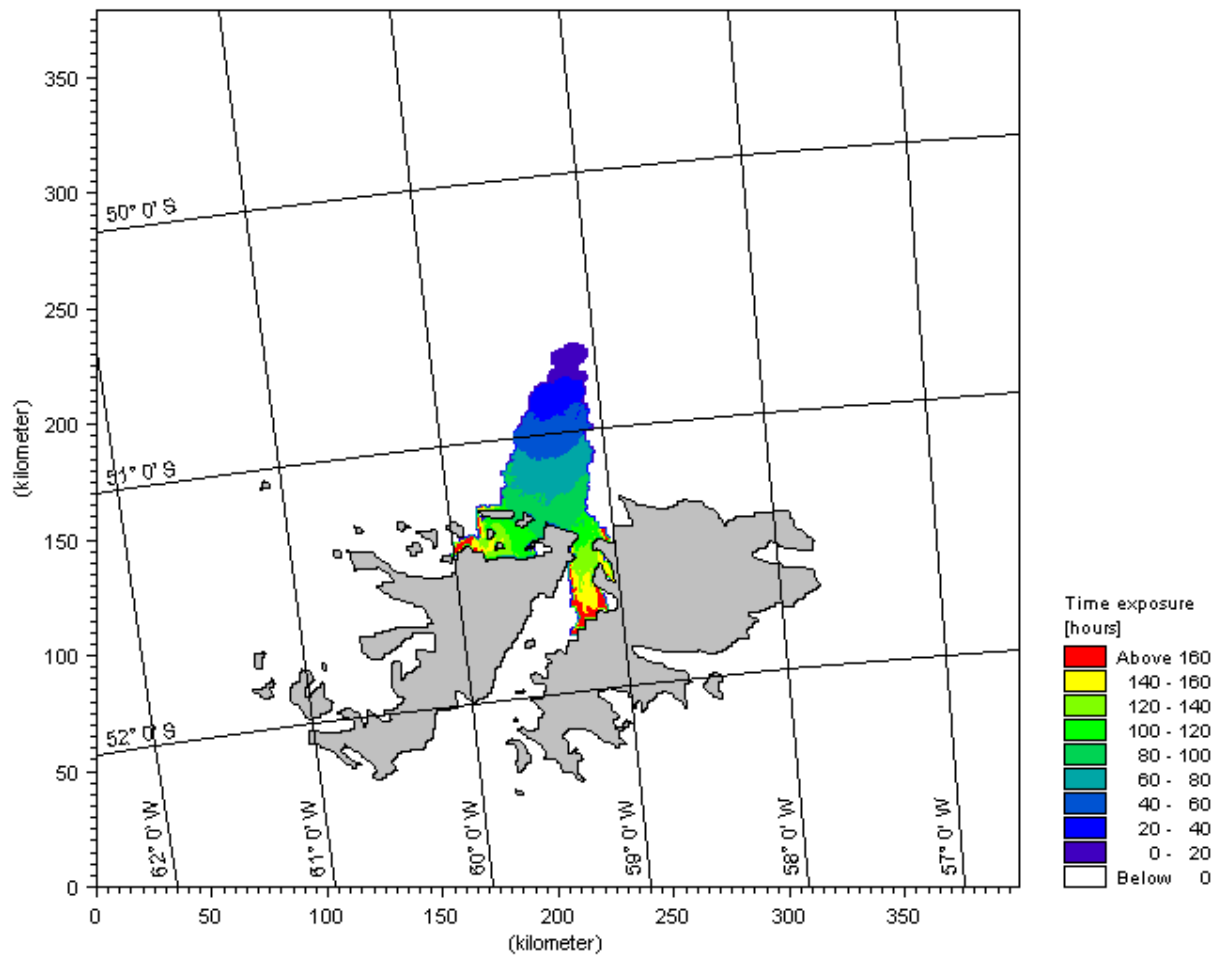 350
300
250
200
150
100
50
0
(kilometer)
50° 0' S
51° 0' S
52° 0' S
62° 0' W
61° 0' W
60° 0' W
59° 0' W
58° 0' W
57° 0' W
0 50 100 150 200 250 300 350
(kilometer)
Time exposure
[hours]
Above 160
140 - 160
120 - 140
100 - 120
80 - 100
60 - 80
40 - 60
20 - 40
0 - 20
Below 0